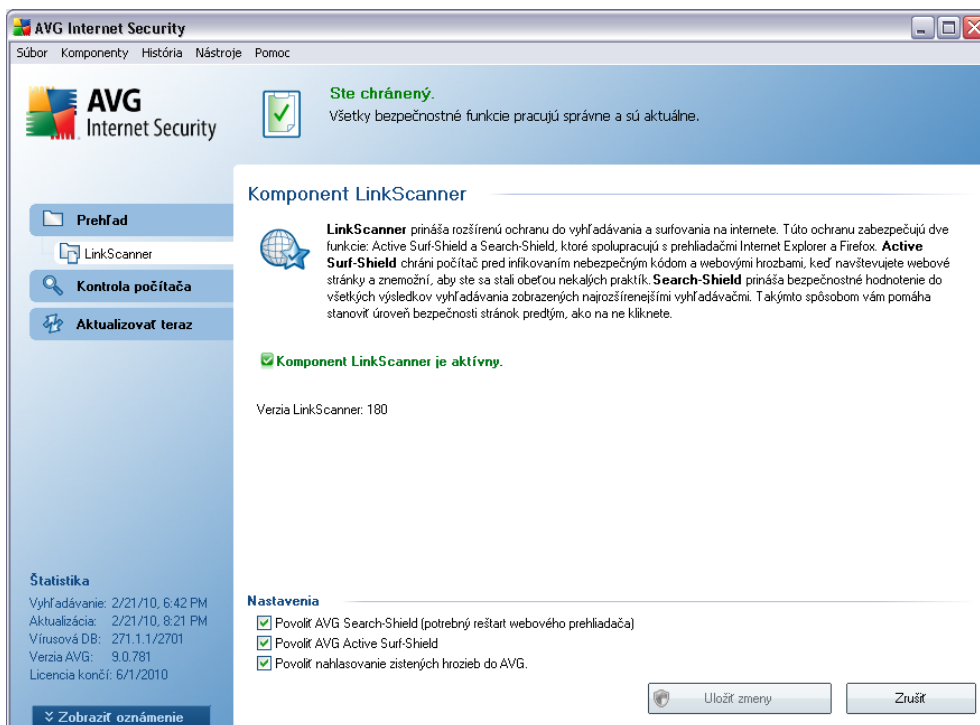 AVG Internet Security
Súbor Komponenty História Nástroje Pomoc
AVG
Internet Security
Ste chránený.
Všetky bezpečnostné funkcie pracujú správne a sú aktuálne.
Prehľad
LinkScanner
Kontrola počítača
Aktualizovať teraz
Komponent LinkScanner
LinkScanner prináša rozšírenú ochranu do vyhľadávania a surfovania na internete. Túto ochranu zabezpečujú dve
funkcie: Active Surf-Shield a Search-Shield, ktoré spolupracujú s prehliadačmi Internet Explorer a Firefox. Active
Surf-Shield chráni počítač pred infikovaním nebezpečným kódom a webovými hrozbami, keď navštevujete webové
stránky a znemožní, aby ste sa stali obeťou nekalých praktík. Search-Shield prináša bezpečnostné hodnotenie do
všetkých výsledkov vyhľadávania zobrazených najrozšírenejšími vyhľadávačmi. Takýmto spôsobom vám pomáha
stanoviť úroveň bezpečnosti stránok predtým, ako na ne kliknete.
Komponent LinkScanner je aktívny.
Verzia LinkScanner: 180
Štatistika
Vyhľadávanie: 2/21/10, 6:42 PM
Aktualizácia: 2/21/10, 8:21 PM
Vírusová DB: 271.1.1/2701
Verzia AVG: 9.0.781
Licencia končí: 6/1/2010
Zobraziť oznámenie
Nastavenia
Povoliť AVG Search-Shield (potrebný reštart webového prehliadača)
Povoliť AVG Active Surf-Shield
Povoliť nahlasovanie zistených hrozieb do AVG.
Uložiť zmeny
Zrušiť